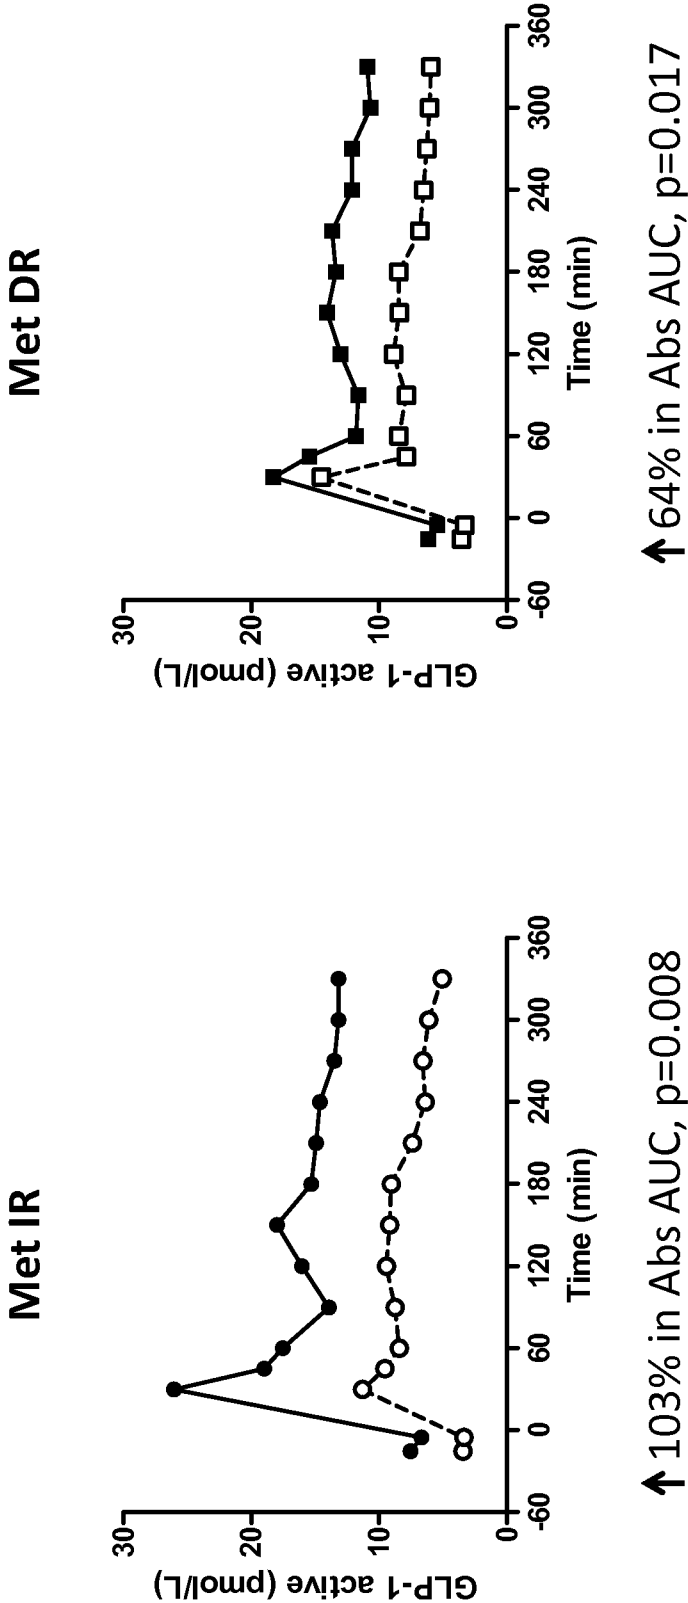 Met IR
GLP-1 active (pmol/L)
30
20
10
0
-60 0 60 120 180 240 300 360
Time (min)
↑ 103% in Abs AUC, p=0.008
Met DR
GLP-1 active (pmol/L)
30
20
10
0
-60 0 60 120 180 240 300 360
Time (min)
↑ 64% in Abs AUC, p=0.017